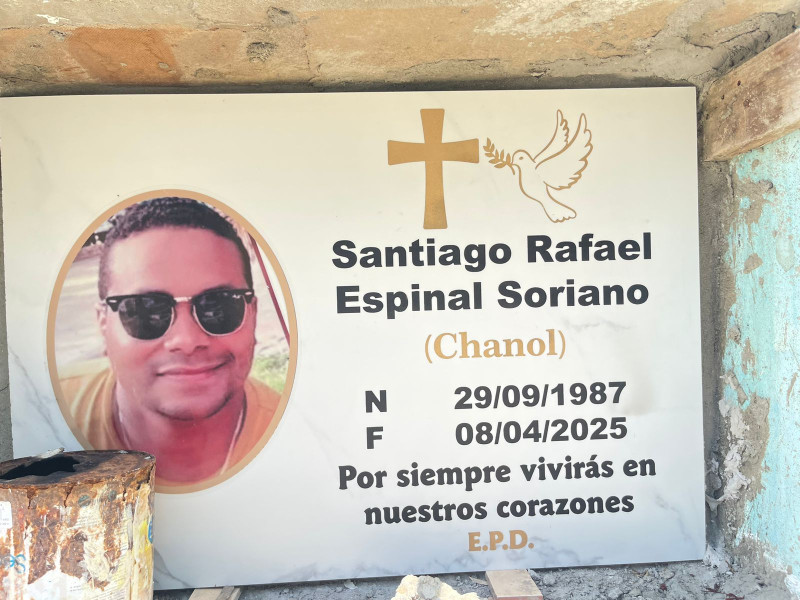 Santiago Rafael
Espinal Soriano
(Chanol)
N 29/09/1987
F 08/04/2025
Por siempre vivirás en
nuestros corazones
E.P.D.